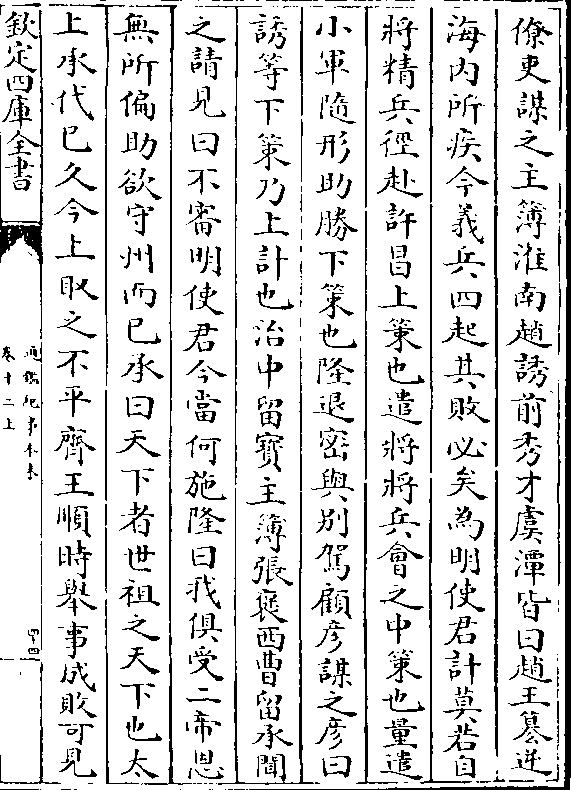 僚吏謀之主簿淮南趙誘前秀才虞潭皆曰趙王簒逆
海内所疾今義兵四起其敗必矣為明使君計莫若自
將精兵徑赴許昌上策也遣將將兵會之中策也量遣
小軍隨形助勝下策也隆退密與別駕顧彦謀之彦曰
誘等下策乃上計也治中留寳主簿張褒西曹留承聞
之請見曰不審明使君今當何施隆曰我俱受二帝恩
無所偏助欲守州而已承曰天下者世祖之天下也太
上承代已久今上取之不平齊王順時舉事成敗可見
欽定四庫全書
通鑑紀事本末
卷十二上
四十四